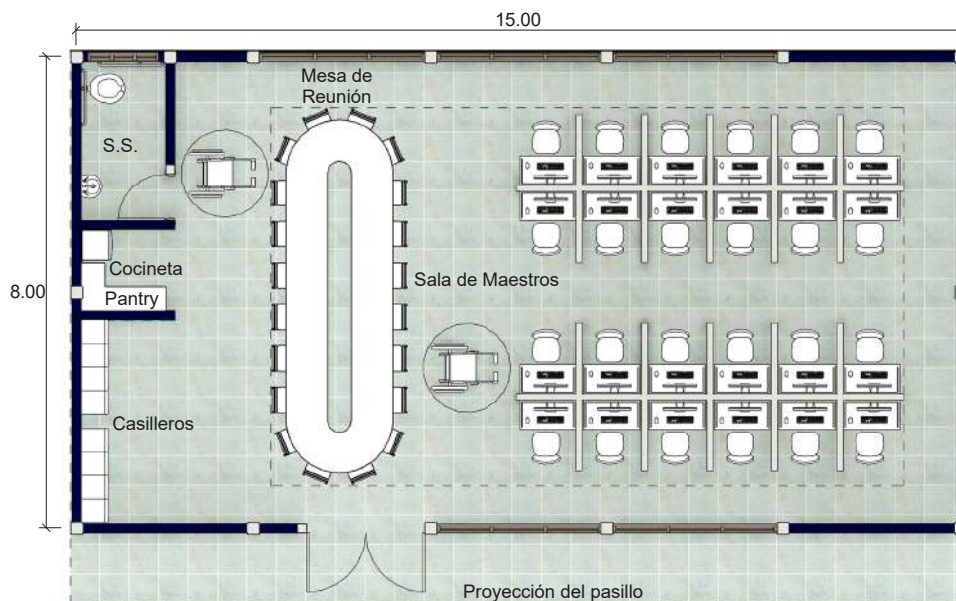 15.00
Mesa de
Reunión
S.S.
Cocineta
Sala de Maestros
8.00
Pantry
Casilleros
Proyección del pasillo